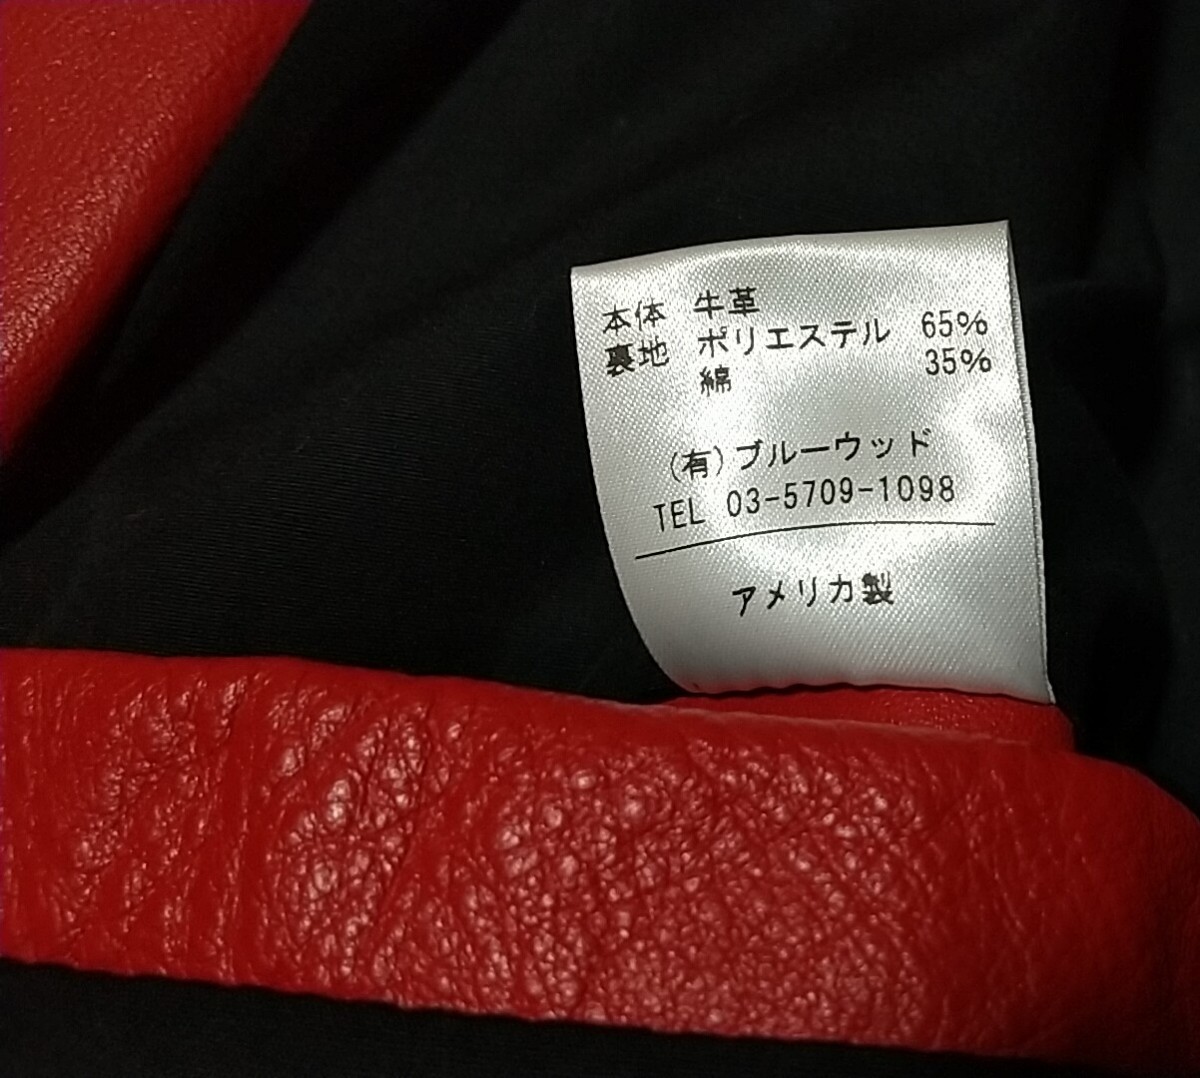 本体 牛革
裏地 ポリエステル 65%
綿 35%
(有)ブルーウッド
TEL 03-5709-1098
アメリカ製